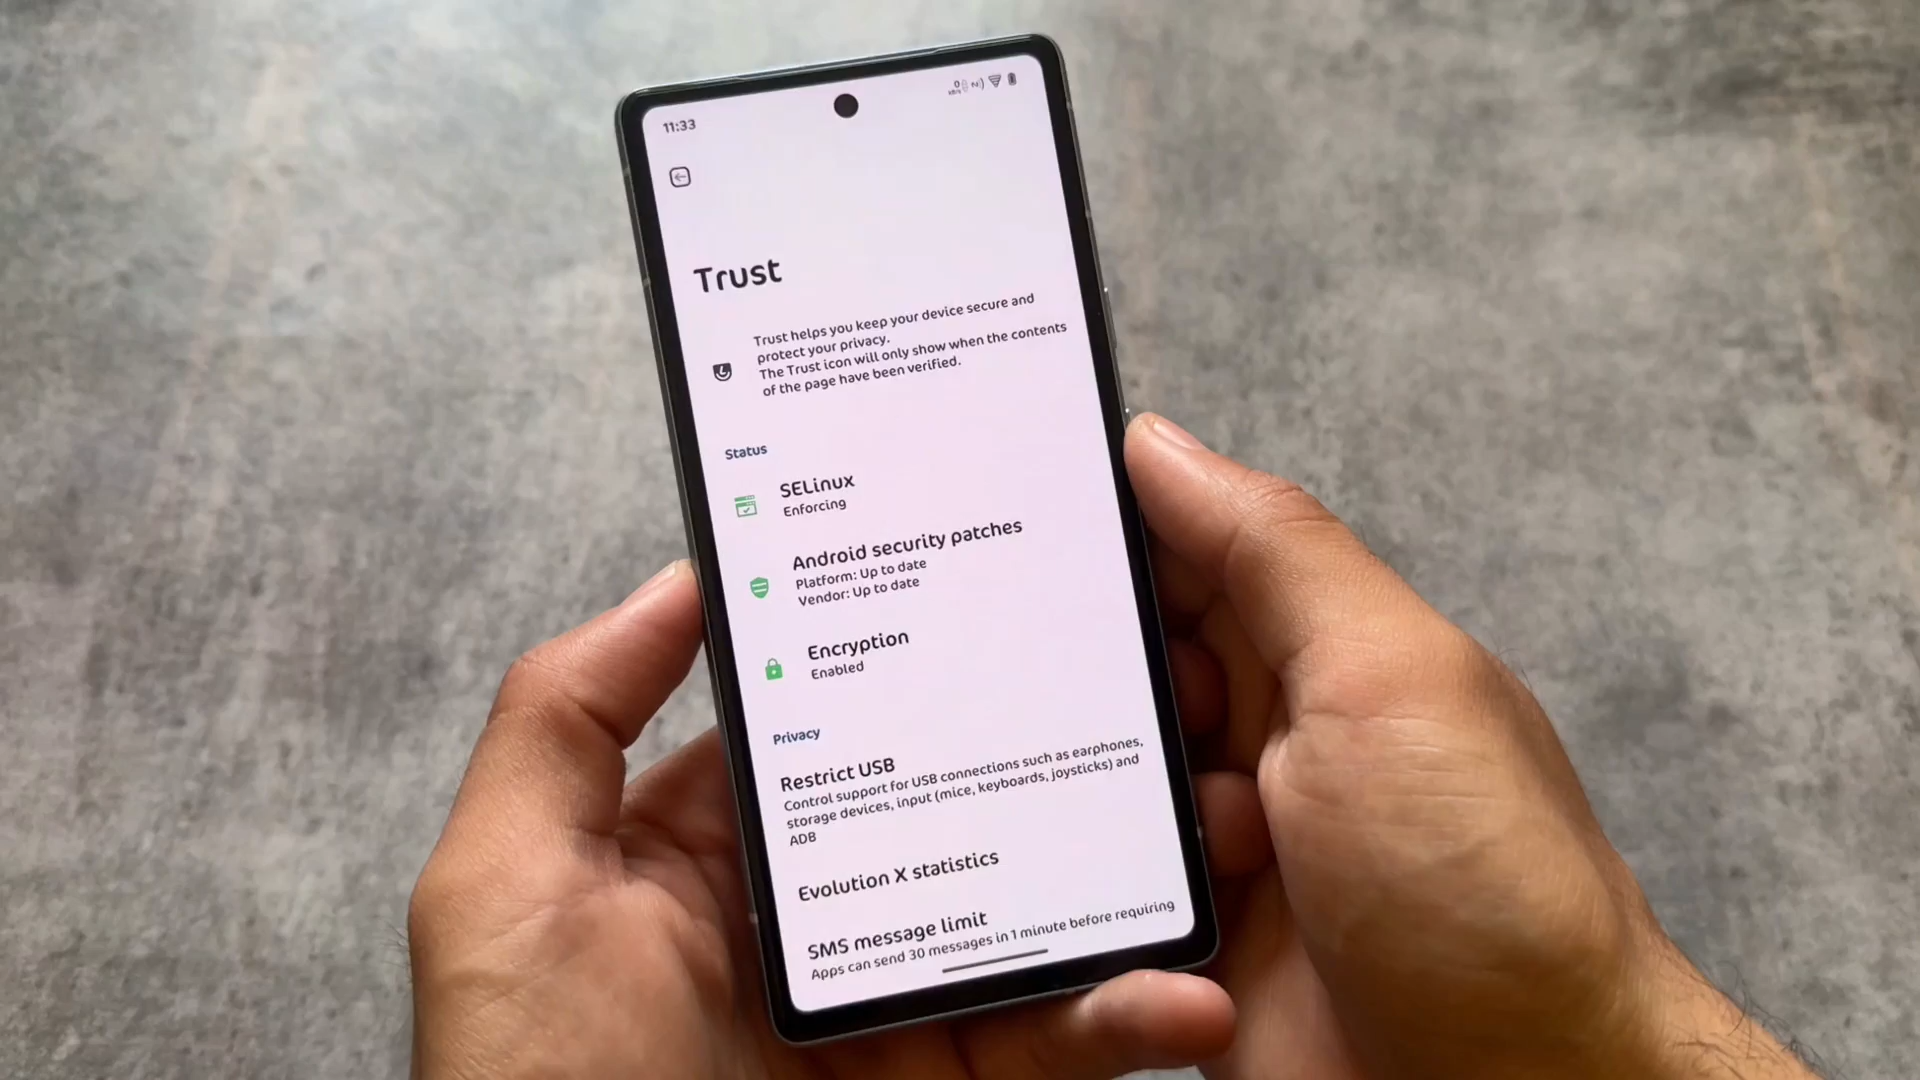 11:33
0
kB/s
Trust
Trust helps you keep your device secure and
protect your privacy.
The Trust icon will only show when the contents
of the page have been verified.
Status
SELinux
Enforcing
Android security patches
Platform: Up to date
Vendor: Up to date
Encryption
Enabled
Privacy
Restrict USB
Control support for USB connections such as earphones,
storage devices, input (mice, keyboards, joysticks) and
ADB
Evolution X statistics
SMS message limit
Apps can send 30 messages in 1 minute before requiring